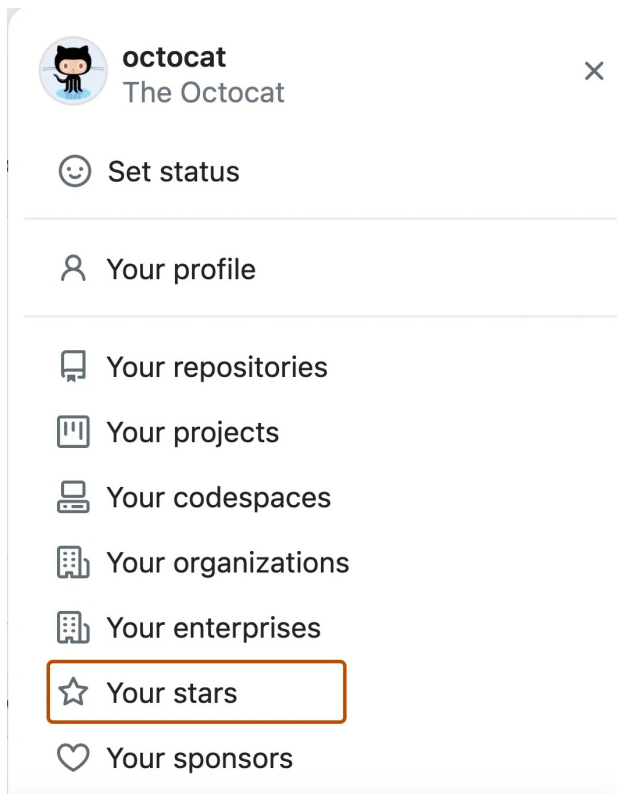 octocat
The Octocat
Set status
Your profile
Your repositories
Your projects
Your codespaces
Your organizations
Your enterprises
Your stars
Your sponsors